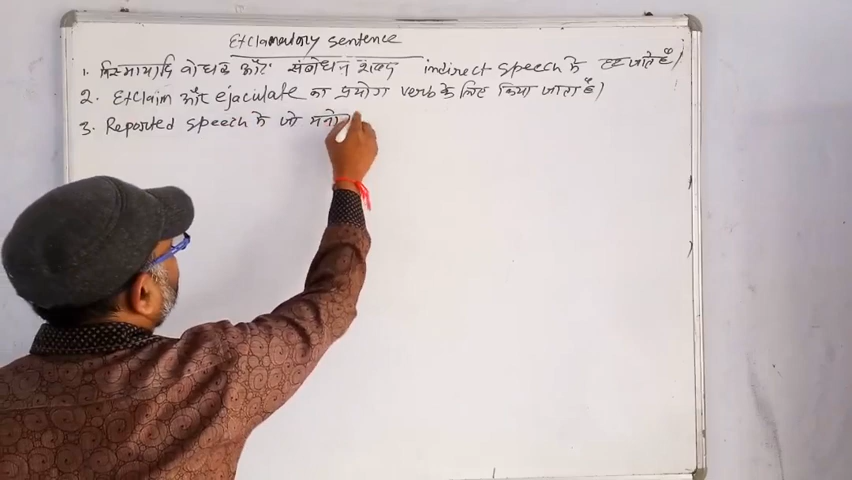 Exclamatory sentence
1. विस्मयादि बोधक और संबोधन शब्द indirect speech में हट जाते हैं।
2. Exclaim और ejaculate का प्रयोग verb के लिए किया जाता है।
3. Reported speech में जो मनो